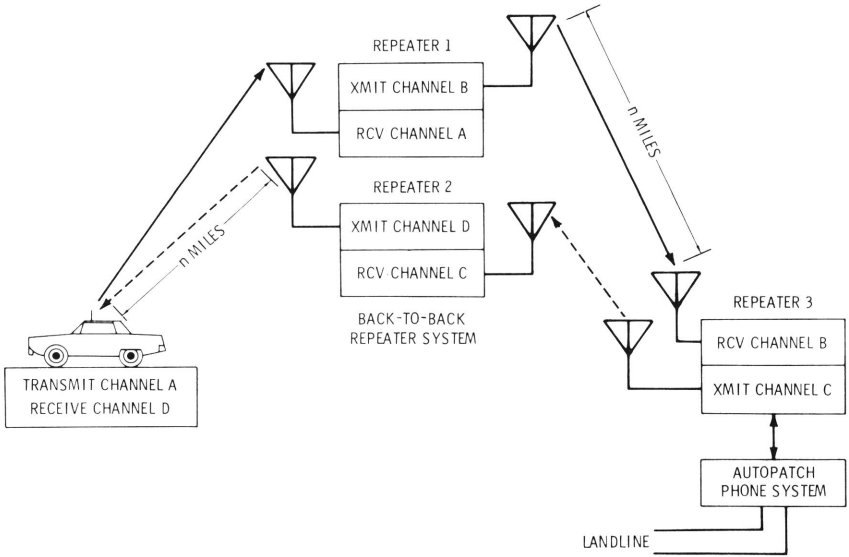 REPEATER 1
XMIT CHANNEL B
RCV CHANNEL A
n MILES
REPEATER 2
XMIT CHANNEL D
RCV CHANNEL C
n MILES
BACK-TO-BACK
REPEATER SYSTEM
TRANSMIT CHANNEL A
RECEIVE CHANNEL D
REPEATER 3
RCV CHANNEL B
XMIT CHANNEL C
AUTOPATCH
PHONE SYSTEM
LANDLINE